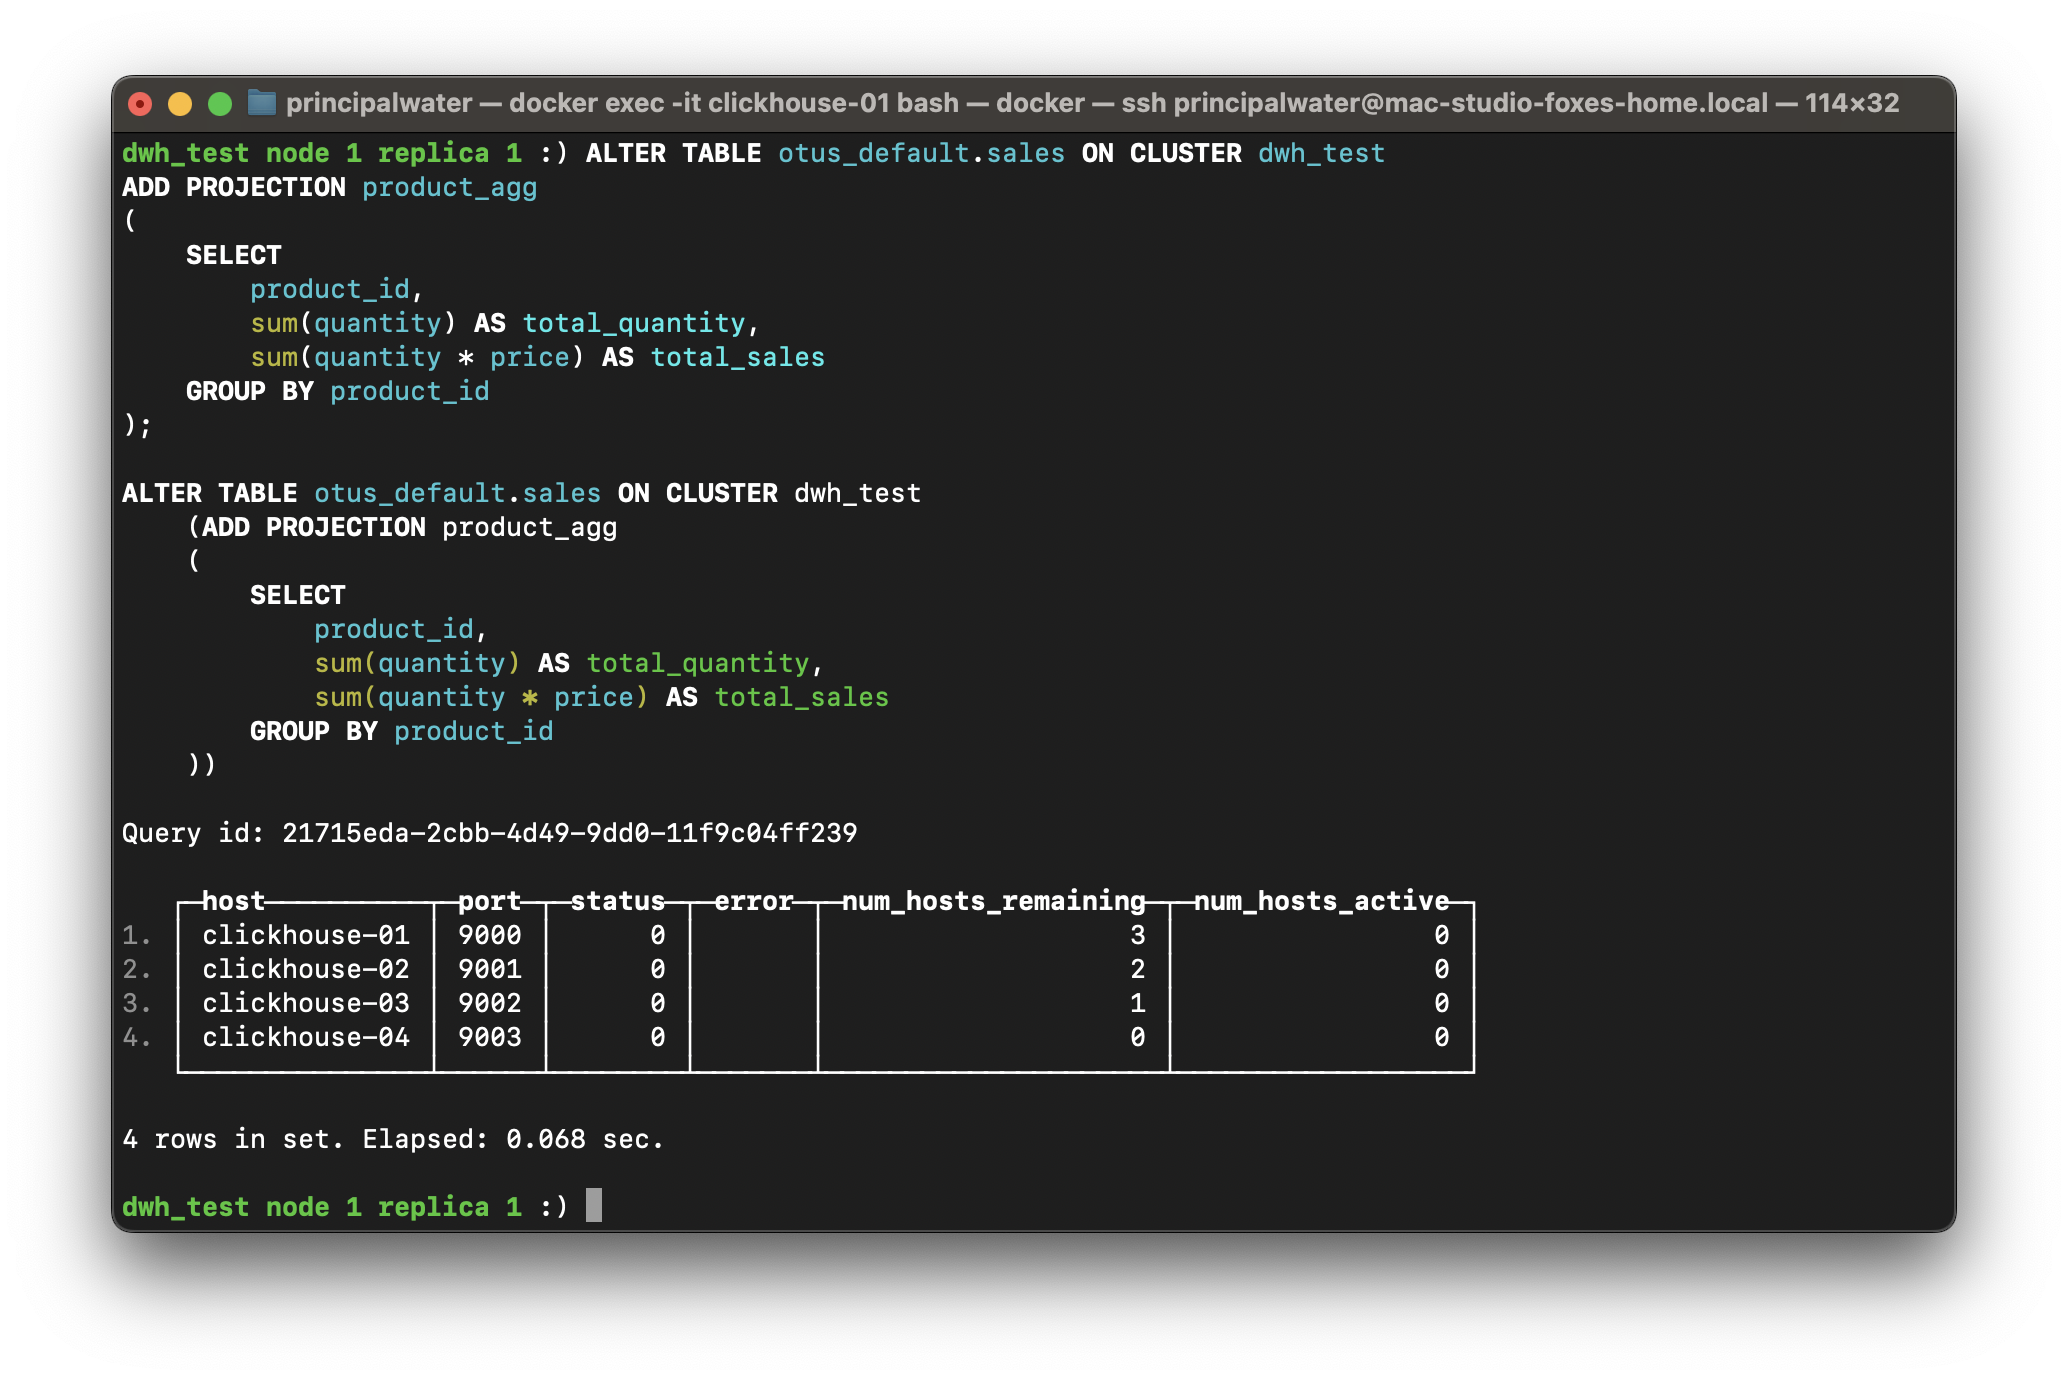 principalwater — docker exec -it clickhouse-01 bash — docker — ssh principalwater@mac-studio-foxes-home.local — 114×32
dwh_test node 1 replica 1 :) ALTER TABLE otus_default.sales ON CLUSTER dwh_test
ADD PROJECTION product_agg
(
    SELECT
        product_id,
        sum(quantity) AS total_quantity,
        sum(quantity * price) AS total_sales
    GROUP BY product_id
);
ALTER TABLE otus_default.sales ON CLUSTER dwh_test
    (ADD PROJECTION product_agg
    (
        SELECT
            product_id,
            sum(quantity) AS total_quantity,
            sum(quantity * price) AS total_sales
        GROUP BY product_id
    ))
Query id: 21715eda-2cbb-4d49-9dd0-11f9c04ff239
host port status error num_hosts_remaining num_hosts_active
1. clickhouse-01 9000 0 3 0
2. clickhouse-02 9001 0 2 0
3. clickhouse-03 9002 0 1 0
4. clickhouse-04 9003 0 0 0
4 rows in set. Elapsed: 0.068 sec.
dwh_test node 1 replica 1 :)